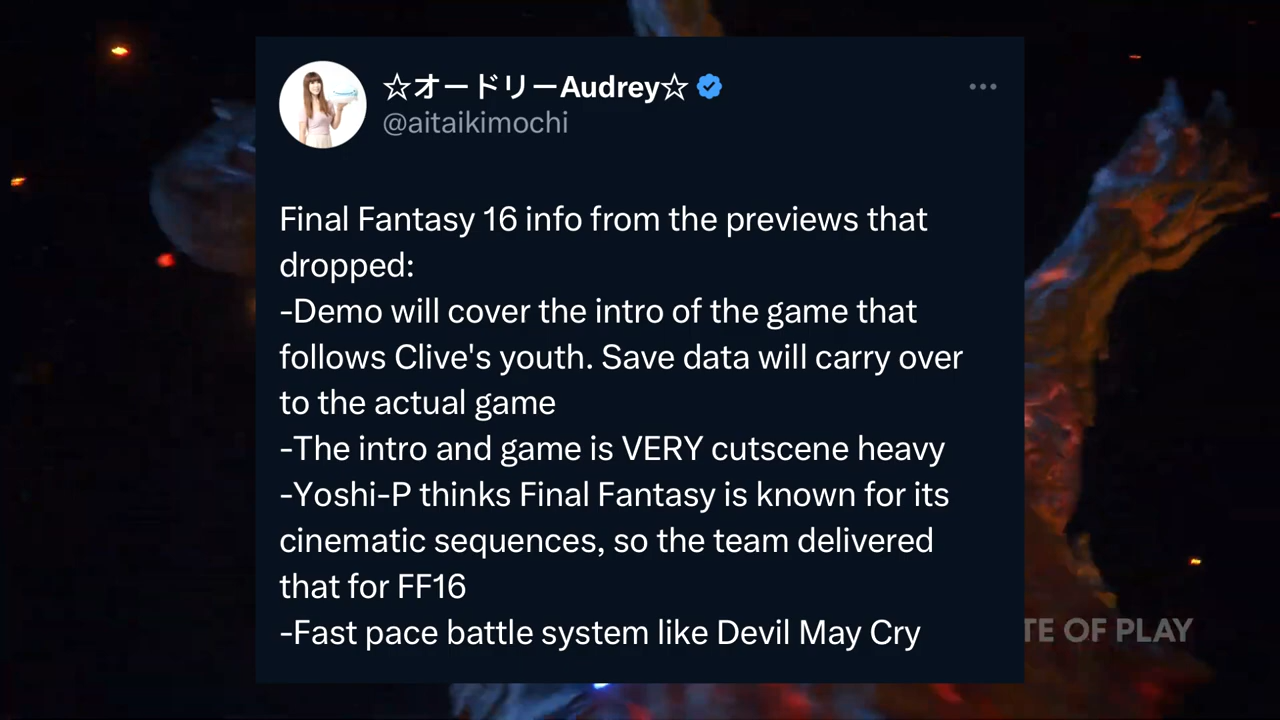 ☆オードリーAudrey☆
@aitaikimochi
Final Fantasy 16 info from the previews that
dropped:
-Demo will cover the intro of the game that
follows Clive's youth. Save data will carry over
to the actual game
-The intro and game is VERY cutscene heavy
-Yoshi-P thinks Final Fantasy is known for its
cinematic sequences, so the team delivered
that for FF16
-Fast pace battle system like Devil May Cry
TE OF PLAY